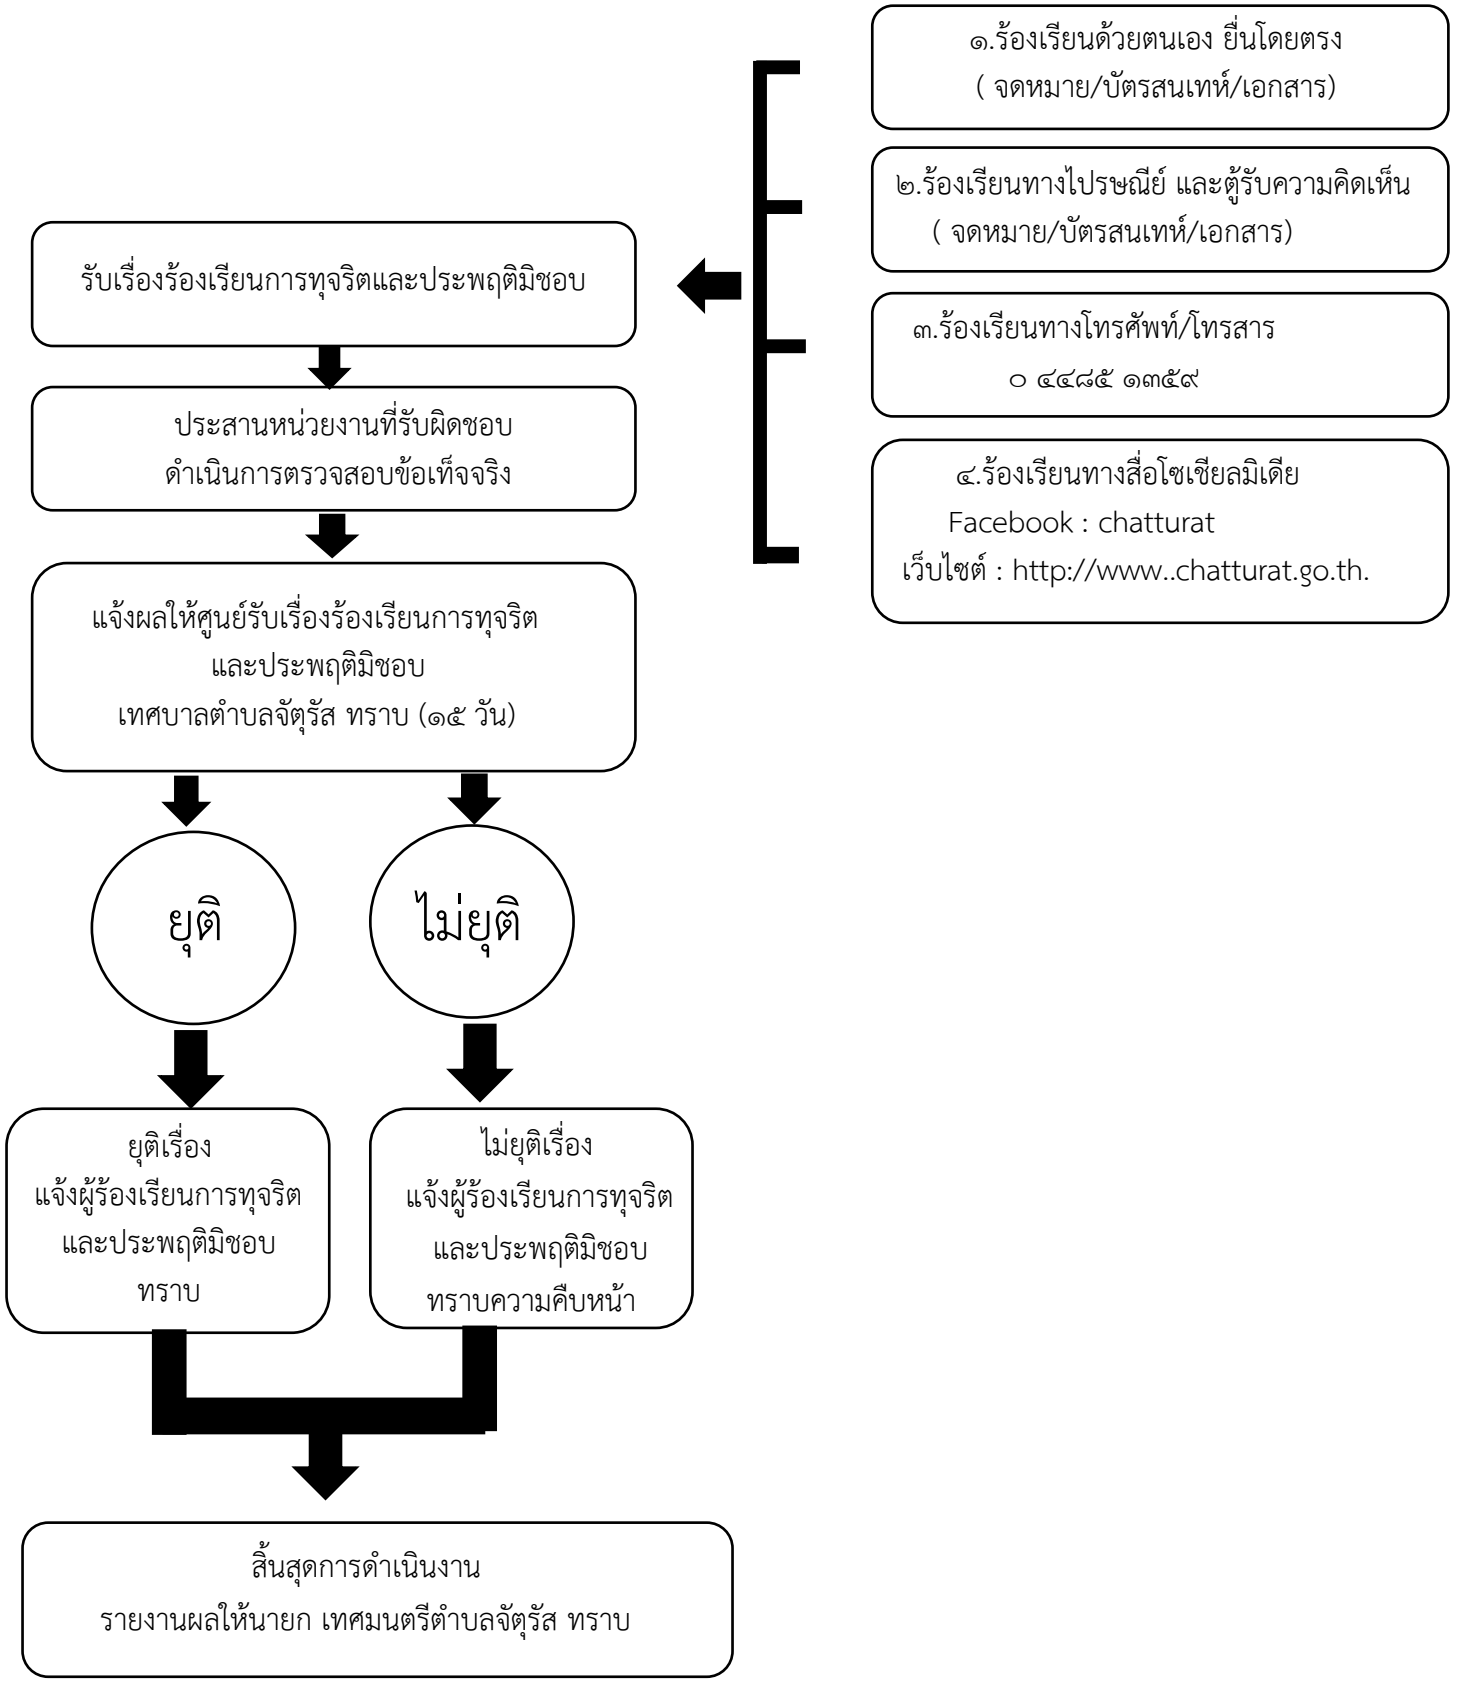 ๑.ร้องเรียนด้วยตนเอง ยื่นโดยตรง
( จดหมาย/บัตรสนเทห์/เอกสาร)
๒.ร้องเรียนทางไปรษณีย์ และตู้รับความคิดเห็น
( จดหมาย/บัตรสนเทห์/เอกสาร)
๓.ร้องเรียนทางโทรศัพท์/โทรสาร
๐ ๔๔๘๕ ๑๓๕๙
๔.ร้องเรียนทางสื่อโซเชียลมิเดีย
Facebook : chatturat
เว็บไซต์ : http://www..chatturat.go.th.
รับเรื่องร้องเรียนการทุจริตและประพฤติมิชอบ
ประสานหน่วยงานที่รับผิดชอบ
ดำเนินการตรวจสอบข้อเท็จจริง
แจ้งผลให้ศูนย์รับเรื่องร้องเรียนการทุจริต
และประพฤติมิชอบ
เทศบาลตำบลจัตุรัส ทราบ (๑๕ วัน)
ยุติ
ไม่ยุติ
ยุติเรื่อง
แจ้งผู้ร้องเรียนการทุจริต
และประพฤติมิชอบ
ทราบ
ไม่ยุติเรื่อง
แจ้งผู้ร้องเรียนการทุจริต
และประพฤติมิชอบ
ทราบความคืบหน้า
สิ้นสุดการดำเนินงาน
รายงานผลให้นายก เทศมนตรีตำบลจัตุรัส ทราบ